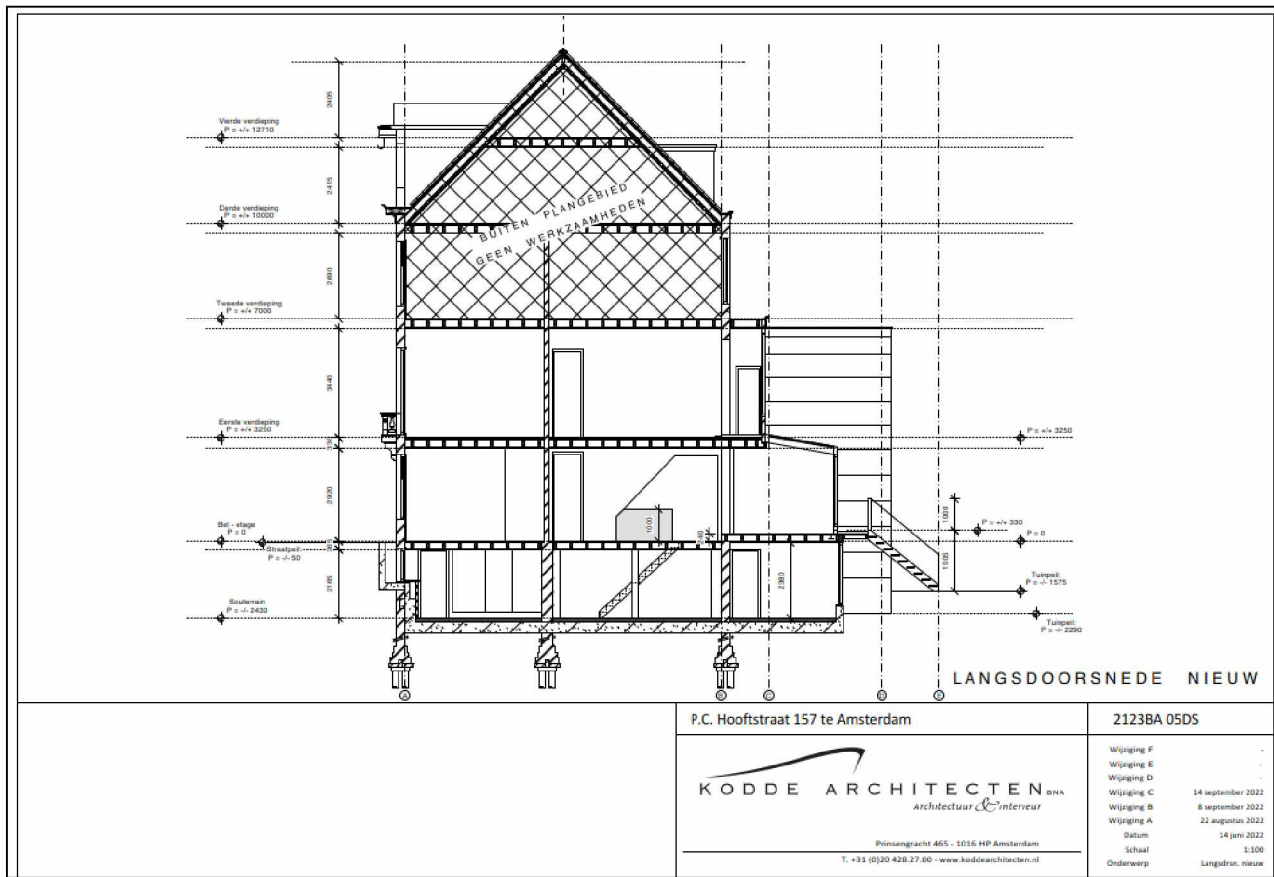 2405
Vierde verdieping
P = +/+ 12710
2415
Derde verdieping
P = +/+ 10000
BUITEN PLANGEBIED
GEEN WERKZAAMHEDEN
2690
Tweede verdieping
P = +/+ 7000
3440
Eerste verdieping
P = +/+ 3250
P = +/+ 3250
2920
1000
1000
240
P = +/+ 330
Bel - etage
P = 0
P = 0
Straatpeil:
P = -/- 50
1905
2165
2380
Tuinpeil:
P = -/- 1575
Souterrain
P = -/- 2430
Tuinpeil:
P = -/- 2290
LANGSDOORSNEDE NIEUW
A
B
C
D
E
P.C. Hooftstraat 157 te Amsterdam
2123BA 05DS
KODDE ARCHITECTEN BNA
Architectuur & interieur
Prinsengracht 465 - 1016 HP Amsterdam
T. +31 (0)20 428.27.00 - www.koddearchitecten.nl
Wijziging F -
Wijziging E -
Wijziging D -
Wijziging C 14 september 2022
Wijziging B 8 september 2022
Wijziging A 22 augustus 2022
Datum 14 juni 2022
Schaal 1:100
Onderwerp Langsdrsn. nieuw